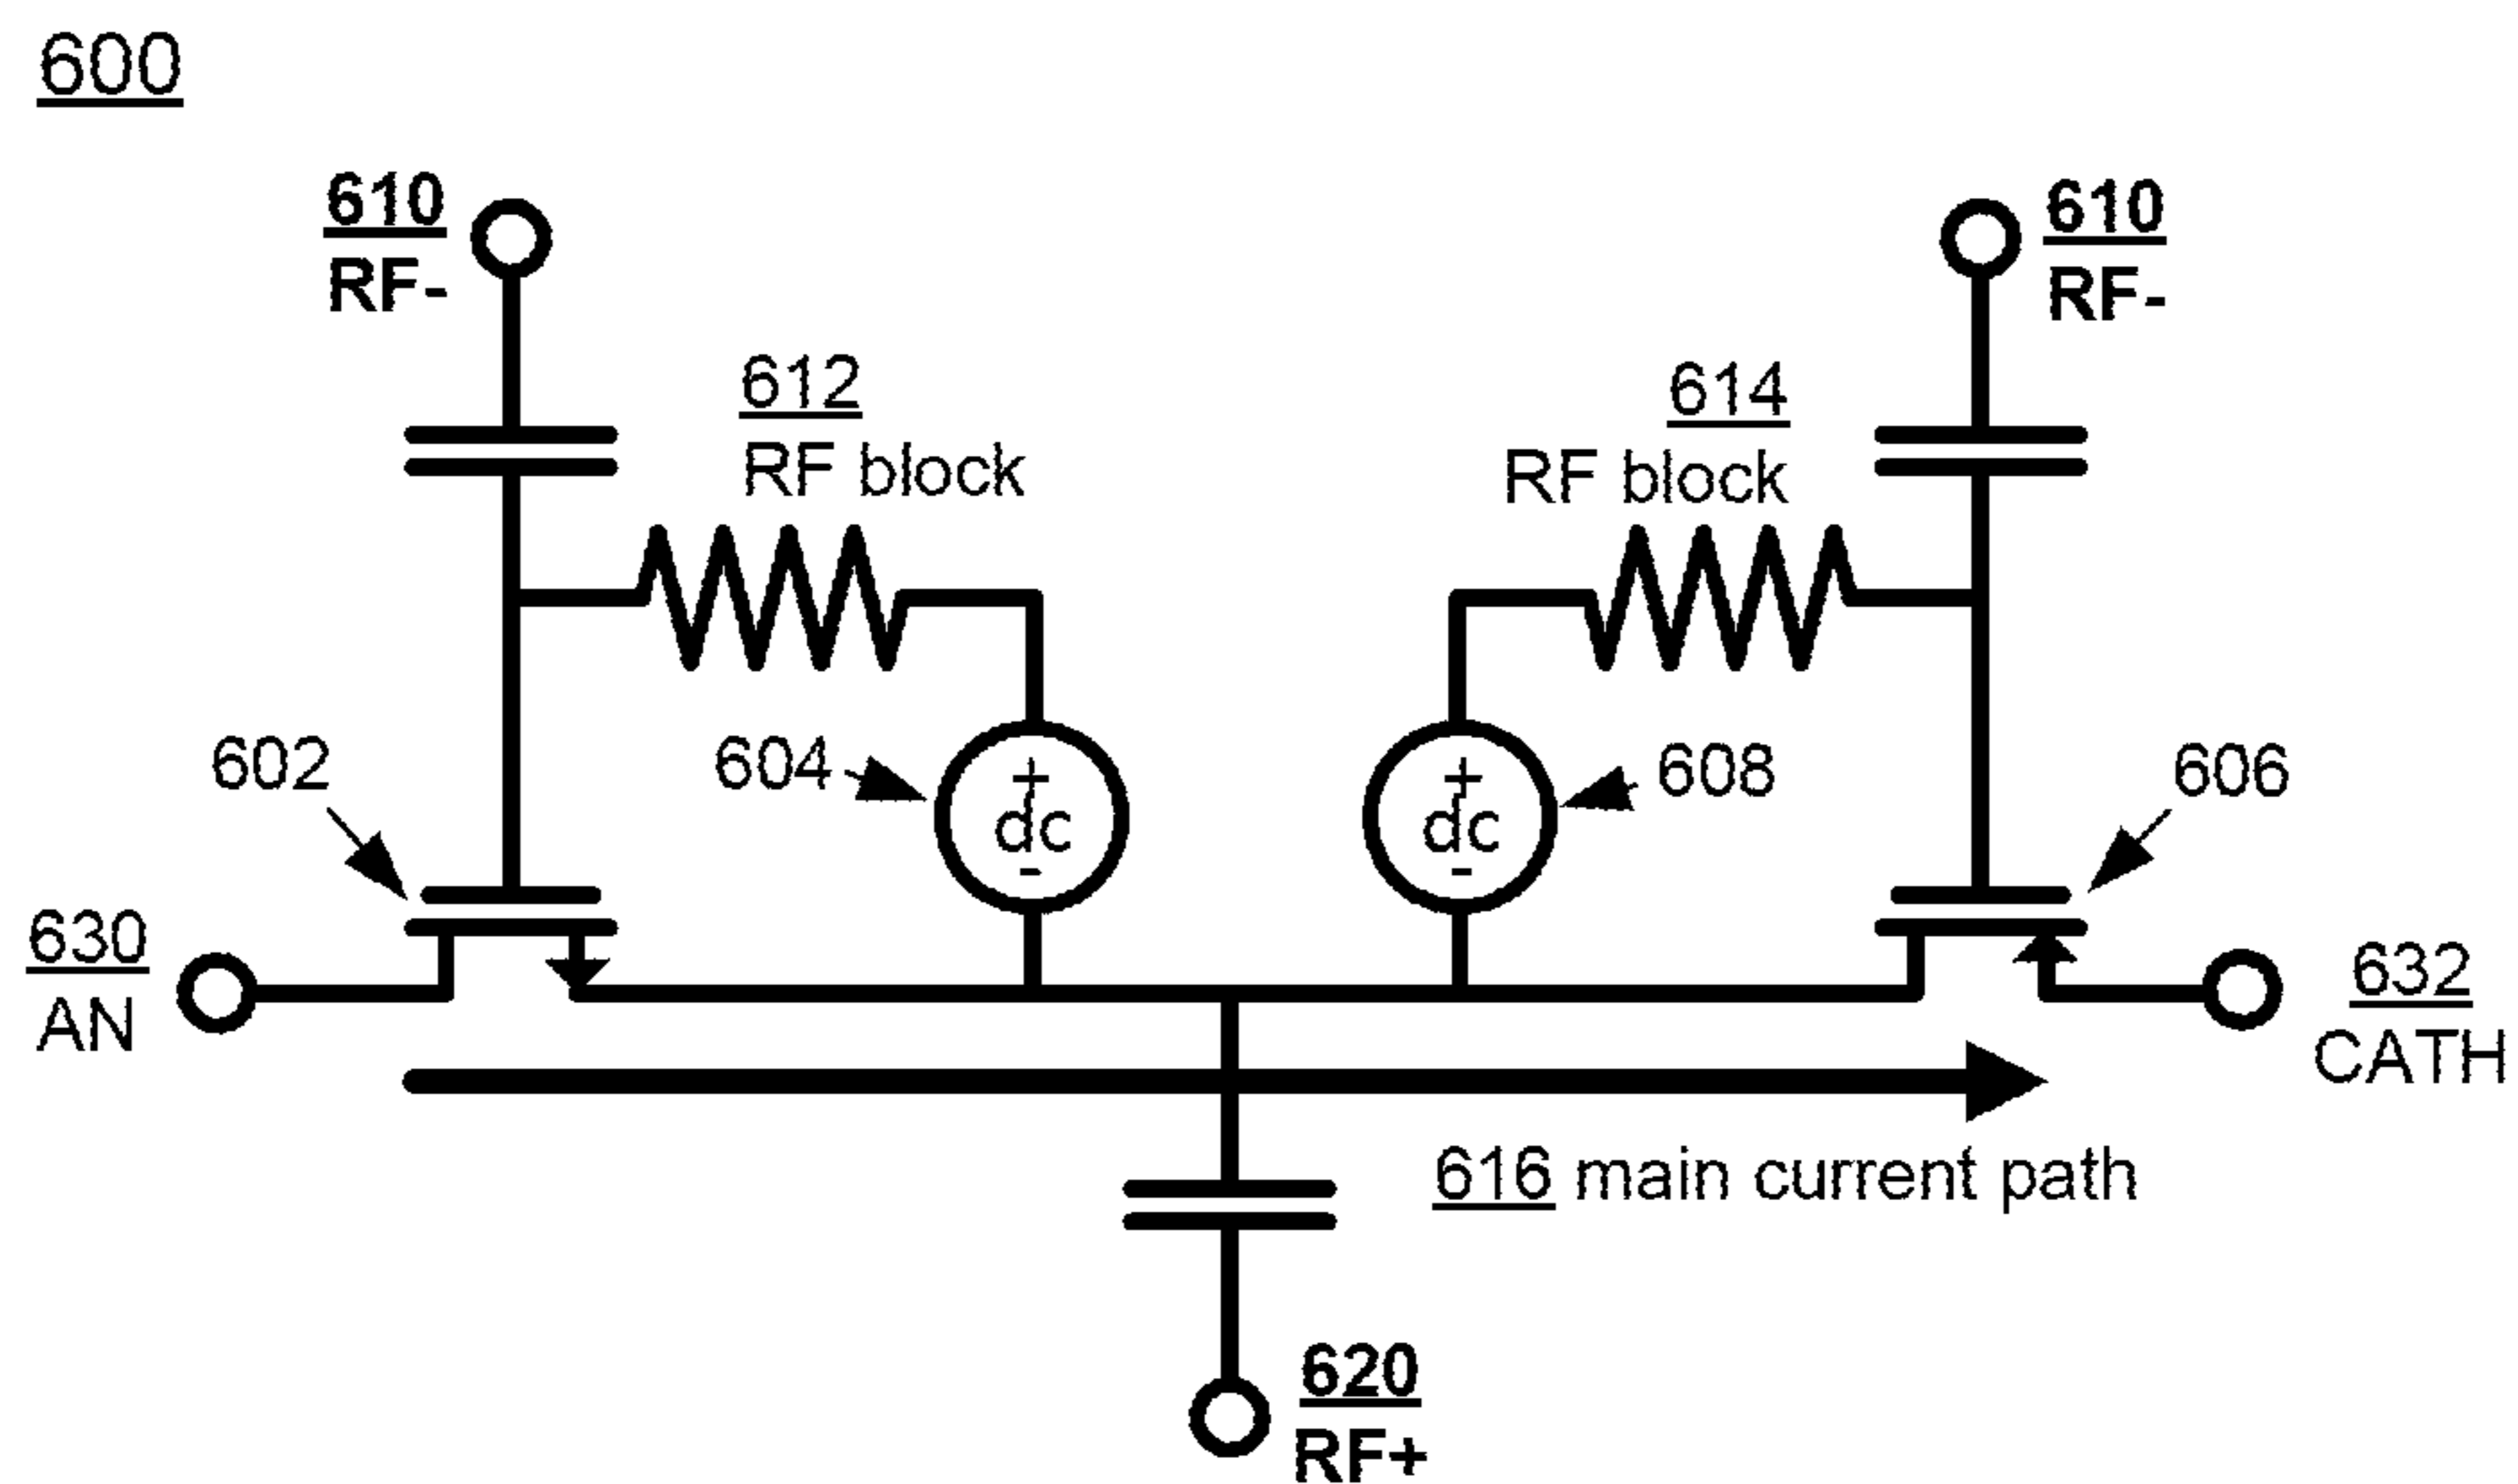 600
610
RF-
610
RF-
612
RF block
614
RF block
602
604
+
dc
-
+
dc
-
608
606
630
AN
632
CATH
616 main current path
620
RF+